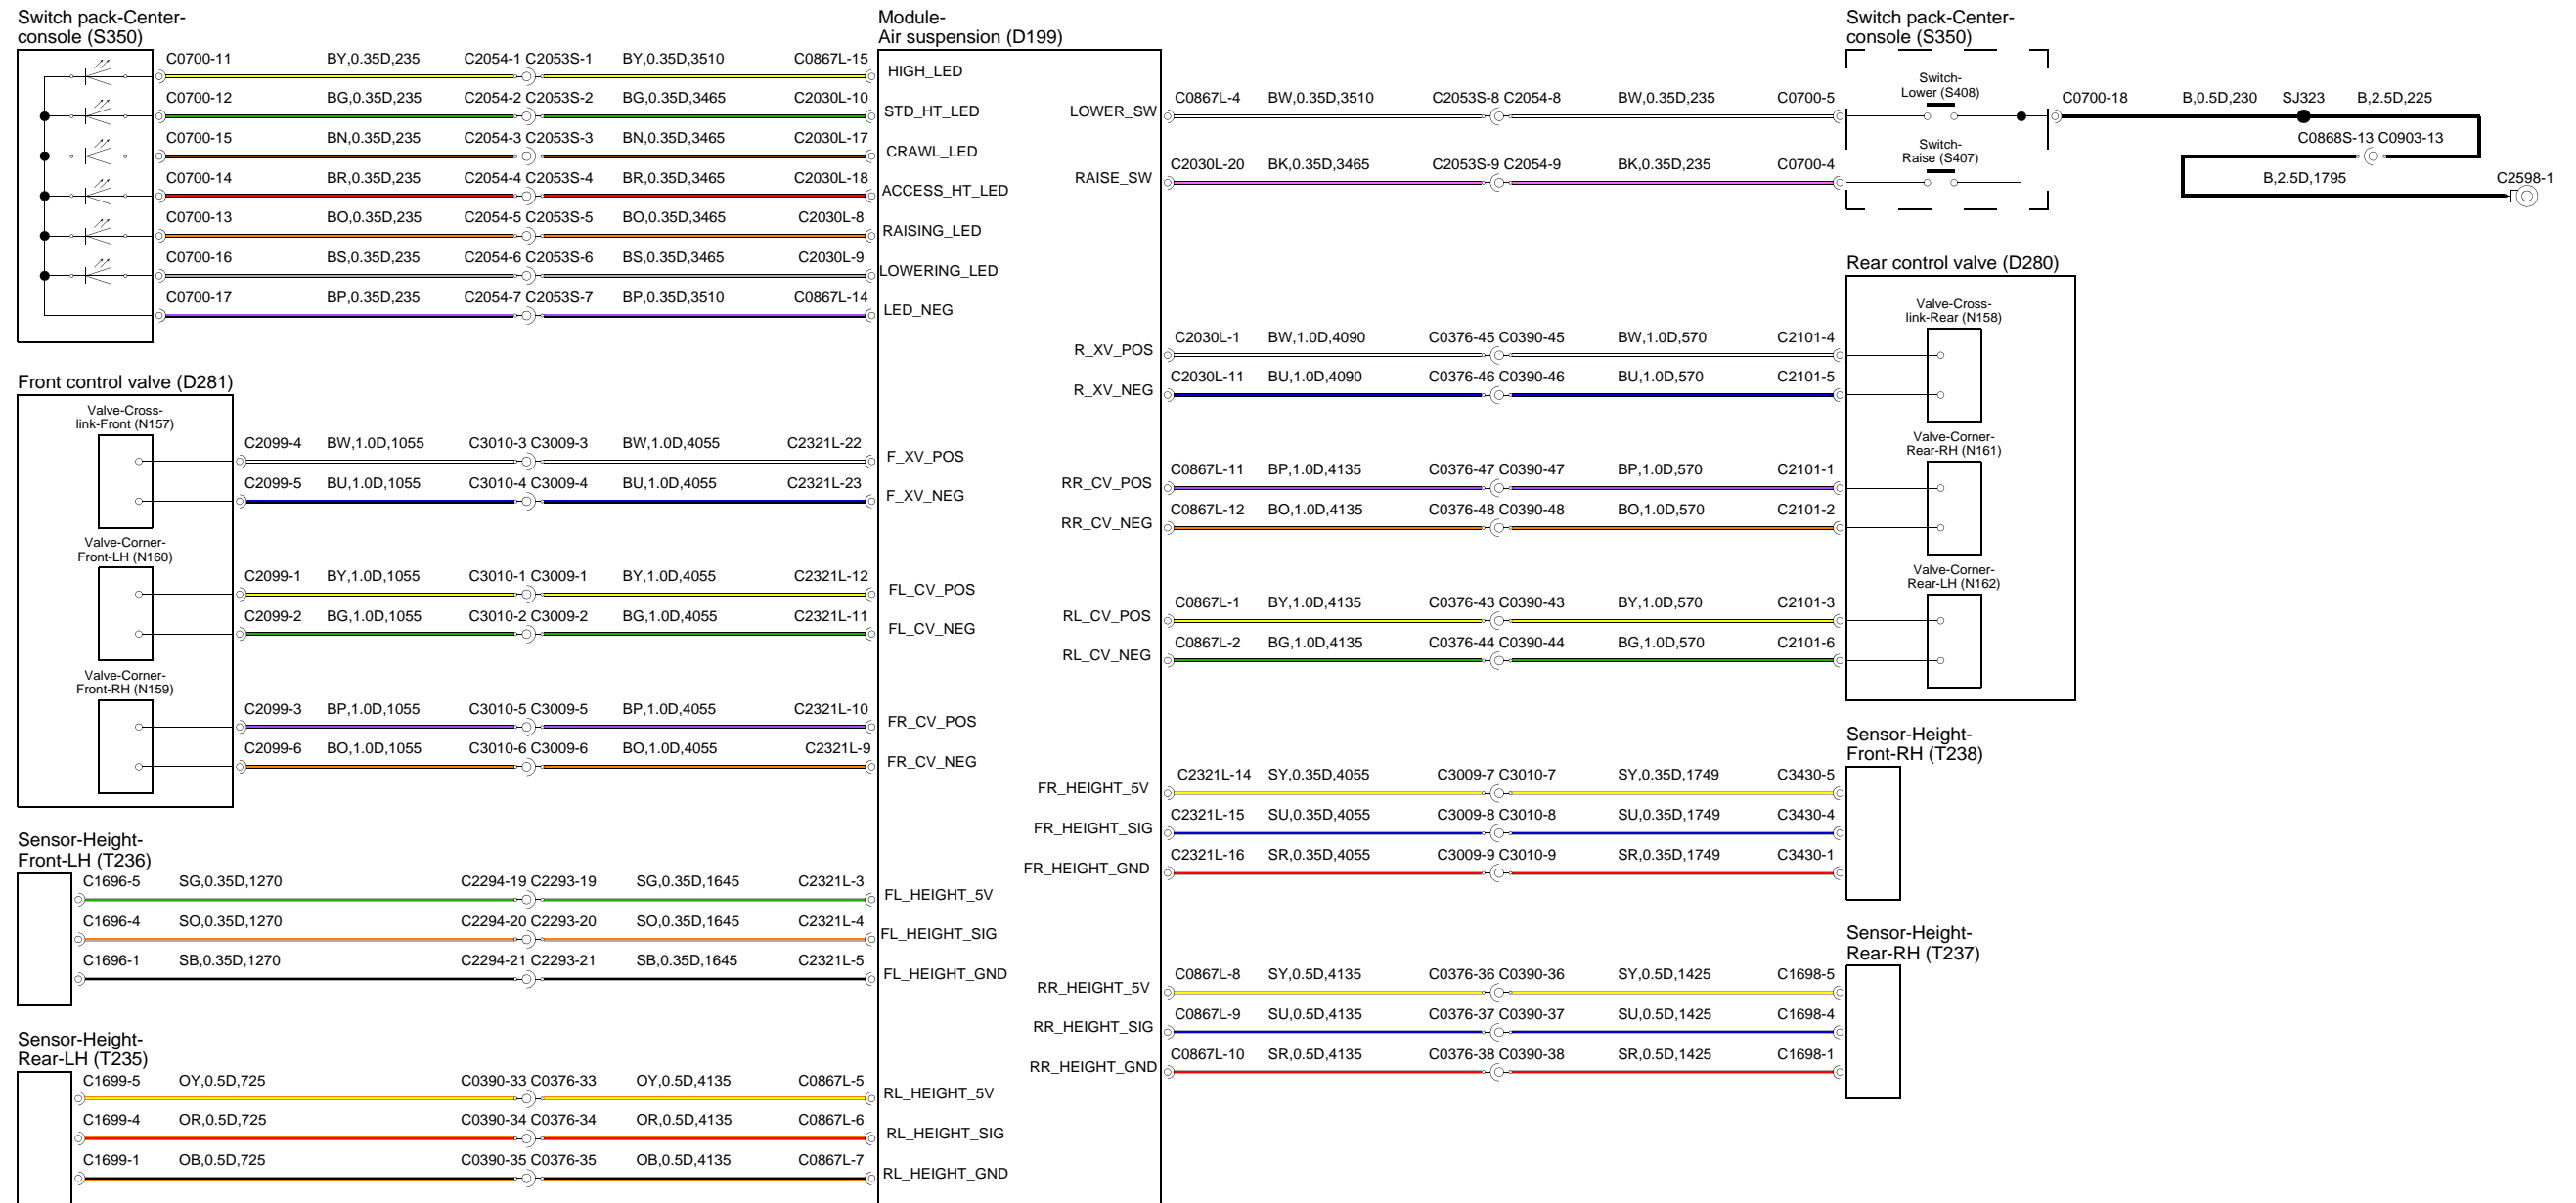 Switch pack-Center-
console (S350)
C0700-11 BY,0.35D,235 C2054-1 C2053S-1 BY,0.35D,3510 C0867L-15
C0700-12 BG,0.35D,235 C2054-2 C2053S-2 BG,0.35D,3465 C2030L-10
C0700-15 BN,0.35D,235 C2054-3 C2053S-3 BN,0.35D,3465 C2030L-17
C0700-14 BR,0.35D,235 C2054-4 C2053S-4 BR,0.35D,3465 C2030L-18
C0700-13 BO,0.35D,235 C2054-5 C2053S-5 BO,0.35D,3465 C2030L-8
C0700-16 BS,0.35D,235 C2054-6 C2053S-6 BS,0.35D,3465 C2030L-9
C0700-17 BP,0.35D,235 C2054-7 C2053S-7 BP,0.35D,3510 C0867L-14
Front control valve (D281)
Valve-Cross-
link-Front (N157)
C2099-4 BW,1.0D,1055 C3010-3 C3009-3 BW,1.0D,4055 C2321L-22
C2099-5 BU,1.0D,1055 C3010-4 C3009-4 BU,1.0D,4055 C2321L-23
Valve-Corner-
Front-LH (N160)
C2099-1 BY,1.0D,1055 C3010-1 C3009-1 BY,1.0D,4055 C2321L-12
C2099-2 BG,1.0D,1055 C3010-2 C3009-2 BG,1.0D,4055 C2321L-11
Valve-Corner-
Front-RH (N159)
C2099-3 BP,1.0D,1055 C3010-5 C3009-5 BP,1.0D,4055 C2321L-10
C2099-6 BO,1.0D,1055 C3010-6 C3009-6 BO,1.0D,4055 C2321L-9
Sensor-Height-
Front-LH (T236)
C1696-5 SG,0.35D,1270 C2294-19 C2293-19 SG,0.35D,1645 C2321L-3
C1696-4 SO,0.35D,1270 C2294-20 C2293-20 SO,0.35D,1645 C2321L-4
C1696-1 SB,0.35D,1270 C2294-21 C2293-21 SB,0.35D,1645 C2321L-5
Sensor-Height-
Rear-LH (T235)
C1699-5 OY,0.5D,725 C0390-33 C0376-33 OY,0.5D,4135 C0867L-5
C1699-4 OR,0.5D,725 C0390-34 C0376-34 OR,0.5D,4135 C0867L-6
C1699-1 OB,0.5D,725 C0390-35 C0376-35 OB,0.5D,4135 C0867L-7
Module-
Air suspension (D199)
HIGH_LED
STD_HT_LED
CRAWL_LED
ACCESS_HT_LED
RAISING_LED
LOWERING_LED
LED_NEG
F_XV_POS
F_XV_NEG
FL_CV_POS
FL_CV_NEG
FR_CV_POS
FR_CV_NEG
FL_HEIGHT_5V
FL_HEIGHT_SIG
FL_HEIGHT_GND
RL_HEIGHT_5V
RL_HEIGHT_SIG
RL_HEIGHT_GND
LOWER_SW
RAISE_SW
R_XV_POS
R_XV_NEG
RR_CV_POS
RR_CV_NEG
RL_CV_POS
RL_CV_NEG
FR_HEIGHT_5V
FR_HEIGHT_SIG
FR_HEIGHT_GND
RR_HEIGHT_5V
RR_HEIGHT_SIG
RR_HEIGHT_GND
Switch pack-Center-
console (S350)
Switch-
Lower (S408)
C0867L-4 BW,0.35D,3510 C2053S-8 C2054-8 BW,0.35D,235 C0700-5
C0700-18 B,0.5D,230 SJ323 B,2.5D,225
C0868S-13 C0903-13
Switch-
Raise (S407)
C2030L-20 BK,0.35D,3465 C2053S-9 C2054-9 BK,0.35D,235 C0700-4
B,2.5D,1795 C2598-1
Rear control valve (D280)
Valve-Cross-
link-Rear (N158)
C2030L-1 BW,1.0D,4090 C0376-45 C0390-45 BW,1.0D,570 C2101-4
C2030L-11 BU,1.0D,4090 C0376-46 C0390-46 BU,1.0D,570 C2101-5
Valve-Corner-
Rear-RH (N161)
C0867L-11 BP,1.0D,4135 C0376-47 C0390-47 BP,1.0D,570 C2101-1
C0867L-12 BO,1.0D,4135 C0376-48 C0390-48 BO,1.0D,570 C2101-2
Valve-Corner-
Rear-LH (N162)
C0867L-1 BY,1.0D,4135 C0376-43 C0390-43 BY,1.0D,570 C2101-3
C0867L-2 BG,1.0D,4135 C0376-44 C0390-44 BG,1.0D,570 C2101-6
Sensor-Height-
Front-RH (T238)
C2321L-14 SY,0.35D,4055 C3009-7 C3010-7 SY,0.35D,1749 C3430-5
C2321L-15 SU,0.35D,4055 C3009-8 C3010-8 SU,0.35D,1749 C3430-4
C2321L-16 SR,0.35D,4055 C3009-9 C3010-9 SR,0.35D,1749 C3430-1
Sensor-Height-
Rear-RH (T237)
C0867L-8 SY,0.5D,4135 C0376-36 C0390-36 SY,0.5D,1425 C1698-5
C0867L-9 SU,0.5D,4135 C0376-37 C0390-37 SU,0.5D,1425 C1698-4
C0867L-10 SR,0.5D,4135 C0376-38 C0390-38 SR,0.5D,1425 C1698-1